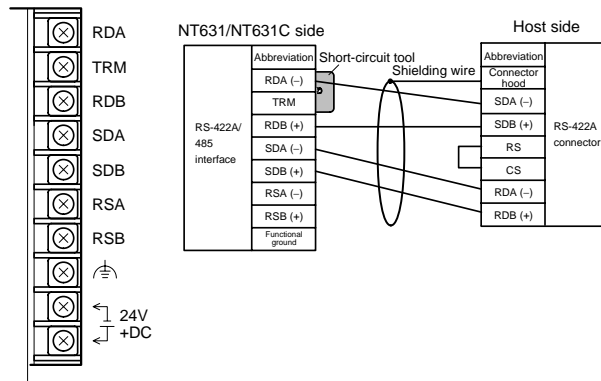 RDA
TRM
RDB
SDA
SDB
RSA
RSB
24V
+DC
NT631/NT631C side
Host side
Abbreviation
RDA (–)
TRM
RDB (+)
SDA (–)
SDB (+)
RSA (–)
RSB (+)
Functional
ground
RS-422A/
485
interface
Short-circuit tool
Shielding wire
Abbreviation
Connector
hood
SDA (–)
SDB (+)
RS
CS
RDA (–)
RDB (+)
RS-422A
connector